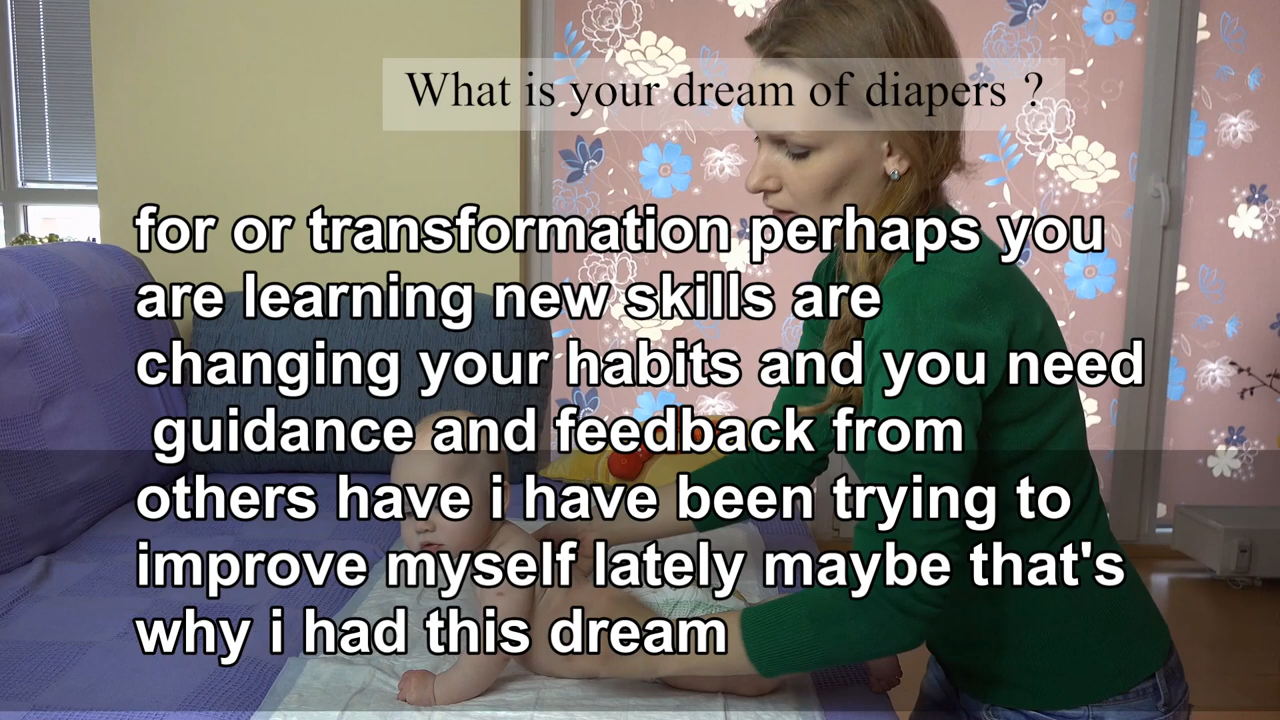 What is your dream of diapers ?
for or transformation perhaps you
are learning new skills are
changing your habits and you need
guidance and feedback from
others have i have been trying to
improve myself lately maybe that's
why i had this dream